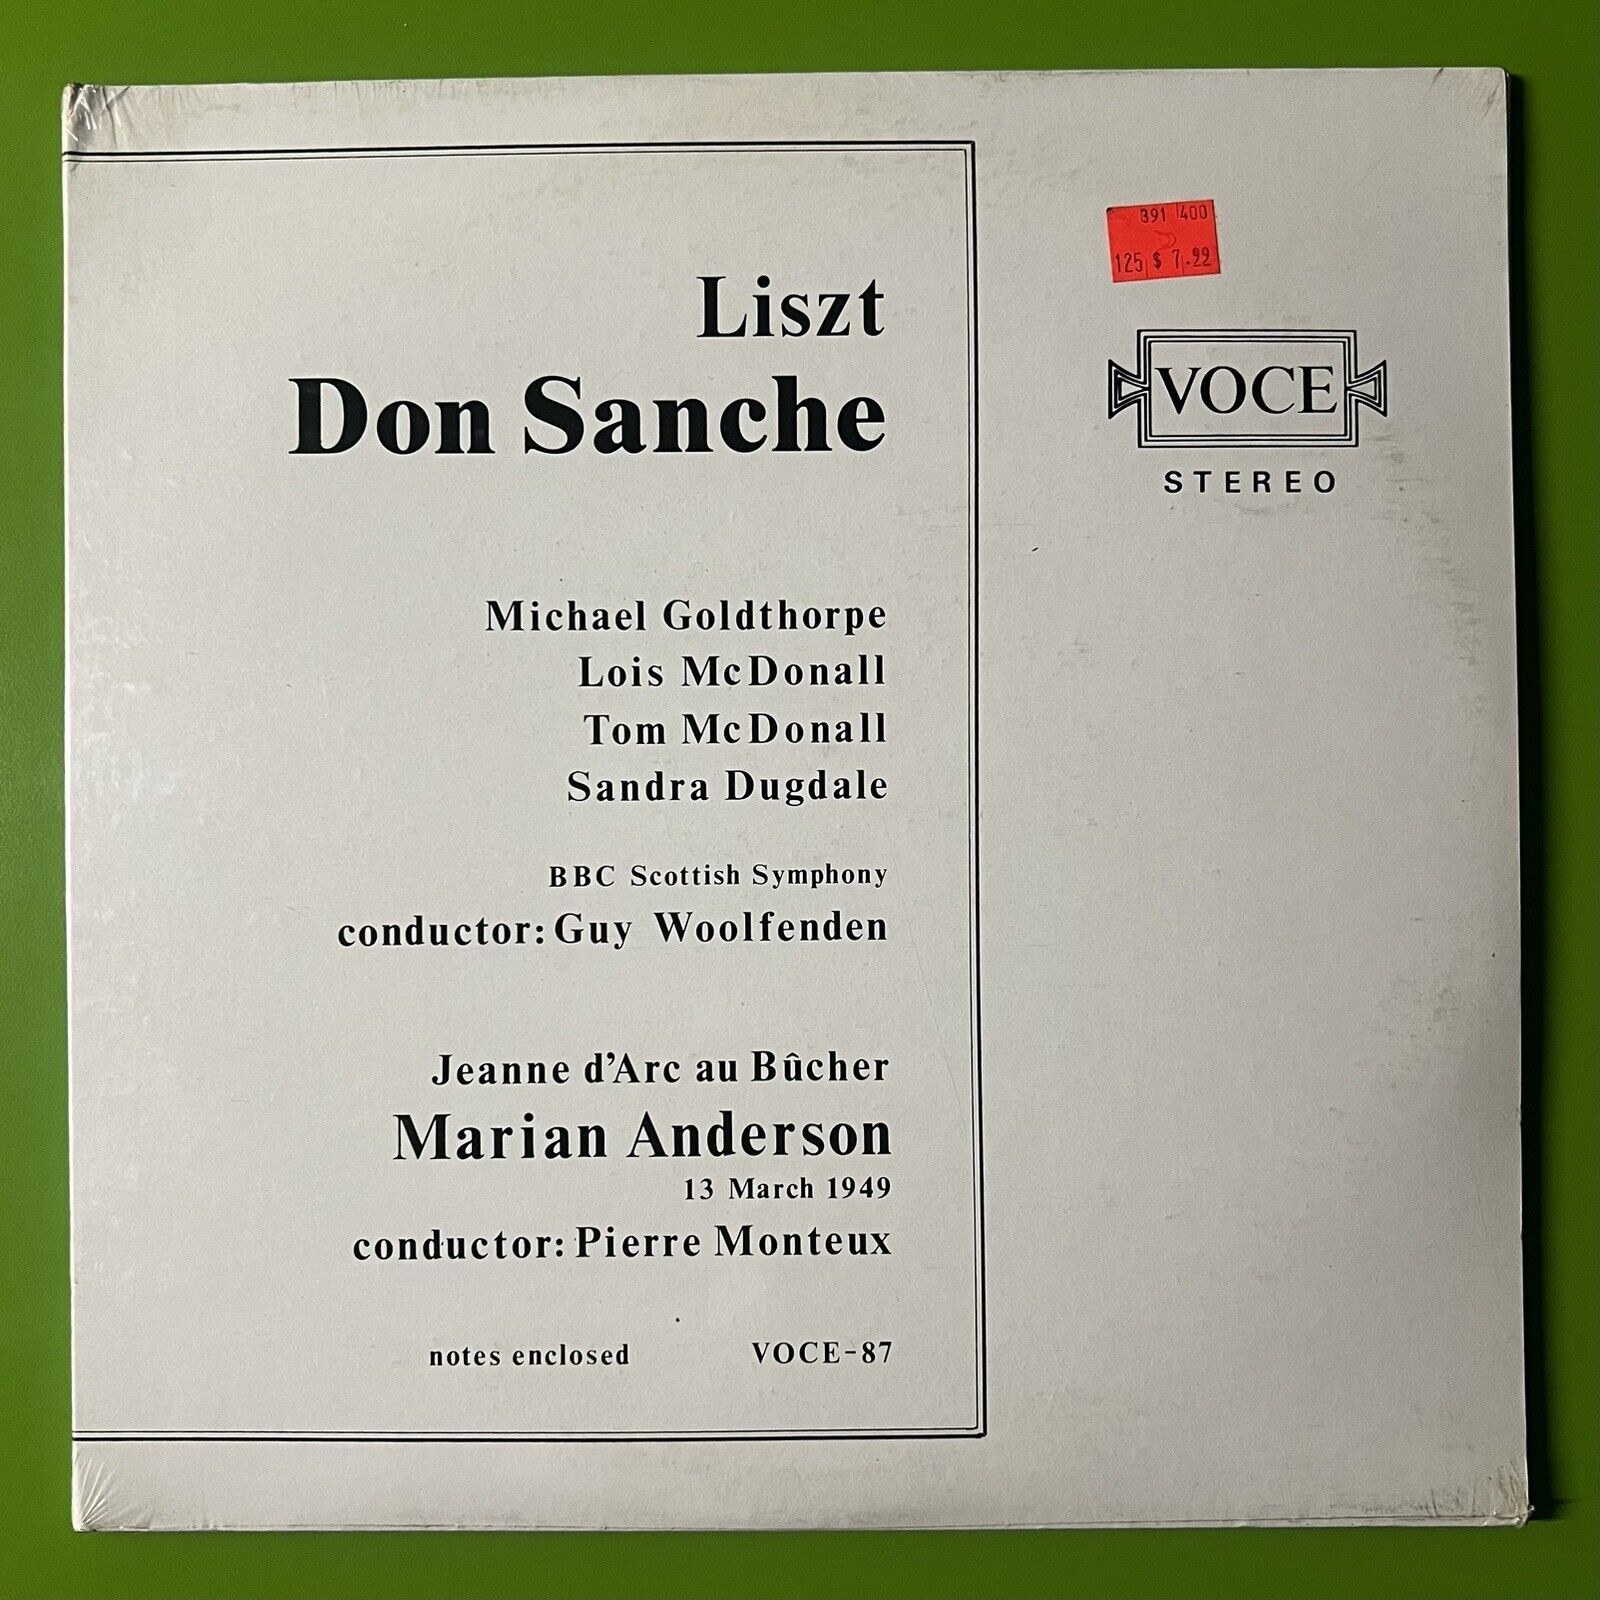 Liszt
Don Sanche
Michael Goldthorpe
Lois McDonall
Tom McDonall
Sandra Dugdale
BBC Scottish Symphony
conductor: Guy Woolfenden
Jeanne d'Arc au Bûcher
Marian Anderson
13 March 1949
conductor: Pierre Monteux
notes enclosed VOCE-87
391 400
125 $ 7.99
VOCE
STEREO